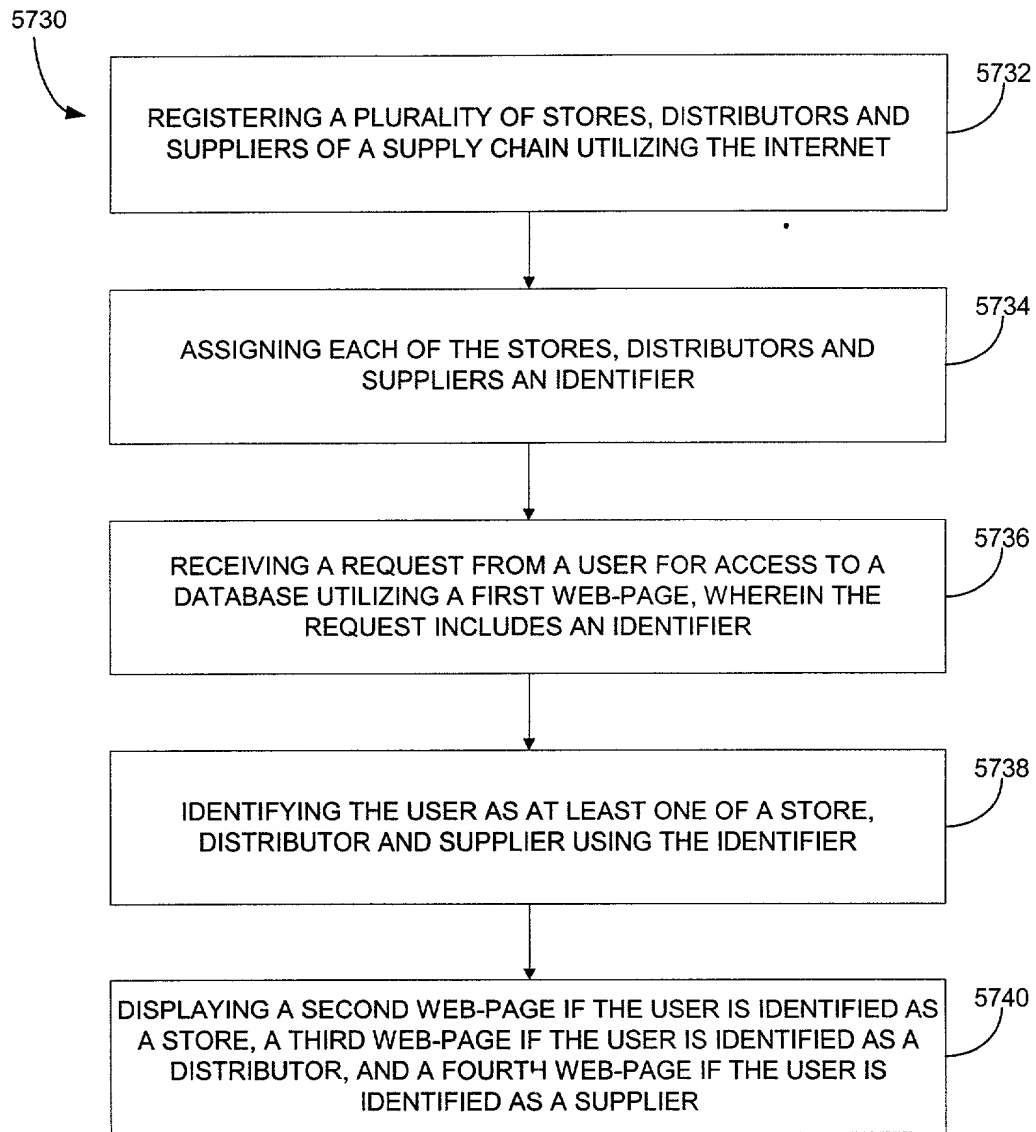 5730
5732
REGISTERING A PLURALITY OF STORES, DISTRIBUTORS AND
SUPPLIERS OF A SUPPLY CHAIN UTILIZING THE INTERNET
5734
ASSIGNING EACH OF THE STORES, DISTRIBUTORS AND
SUPPLIERS AN IDENTIFIER
5736
RECEIVING A REQUEST FROM A USER FOR ACCESS TO A
DATABASE UTILIZING A FIRST WEB-PAGE, WHEREIN THE
REQUEST INCLUDES AN IDENTIFIER
5738
IDENTIFYING THE USER AS AT LEAST ONE OF A STORE,
DISTRIBUTOR AND SUPPLIER USING THE IDENTIFIER
5740
DISPLAYING A SECOND WEB-PAGE IF THE USER IS IDENTIFIED AS
A STORE, A THIRD WEB-PAGE IF THE USER IS IDENTIFIED AS A
DISTRIBUTOR, AND A FOURTH WEB-PAGE IF THE USER IS
IDENTIFIED AS A SUPPLIER